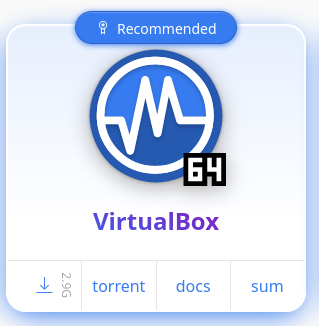 Recommended
64
VirtualBox
2.9G
torrent
docs
sum